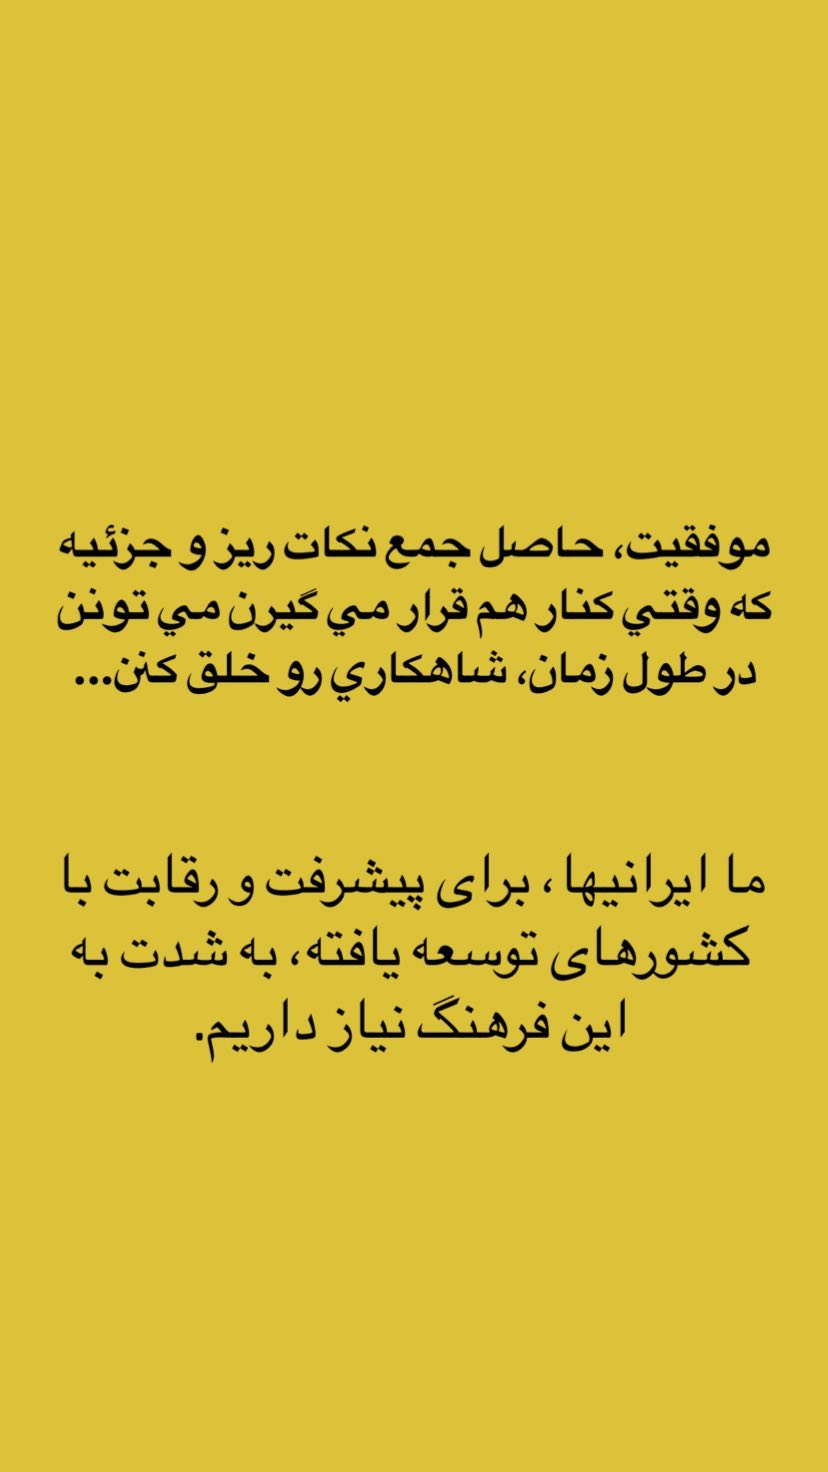 موفقيت، حاصل جمع نكات ريز و جزئيه
كه وقتي كنار هم قرار مي گيرن مي تونن
در طول زمان، شاهكاري رو خلق كنن...
ما ایرانیها ، برای پیشرفت و رقابت با
کشورهای توسعه یافته، به شدت به
این فرهنگ نیاز داریم.